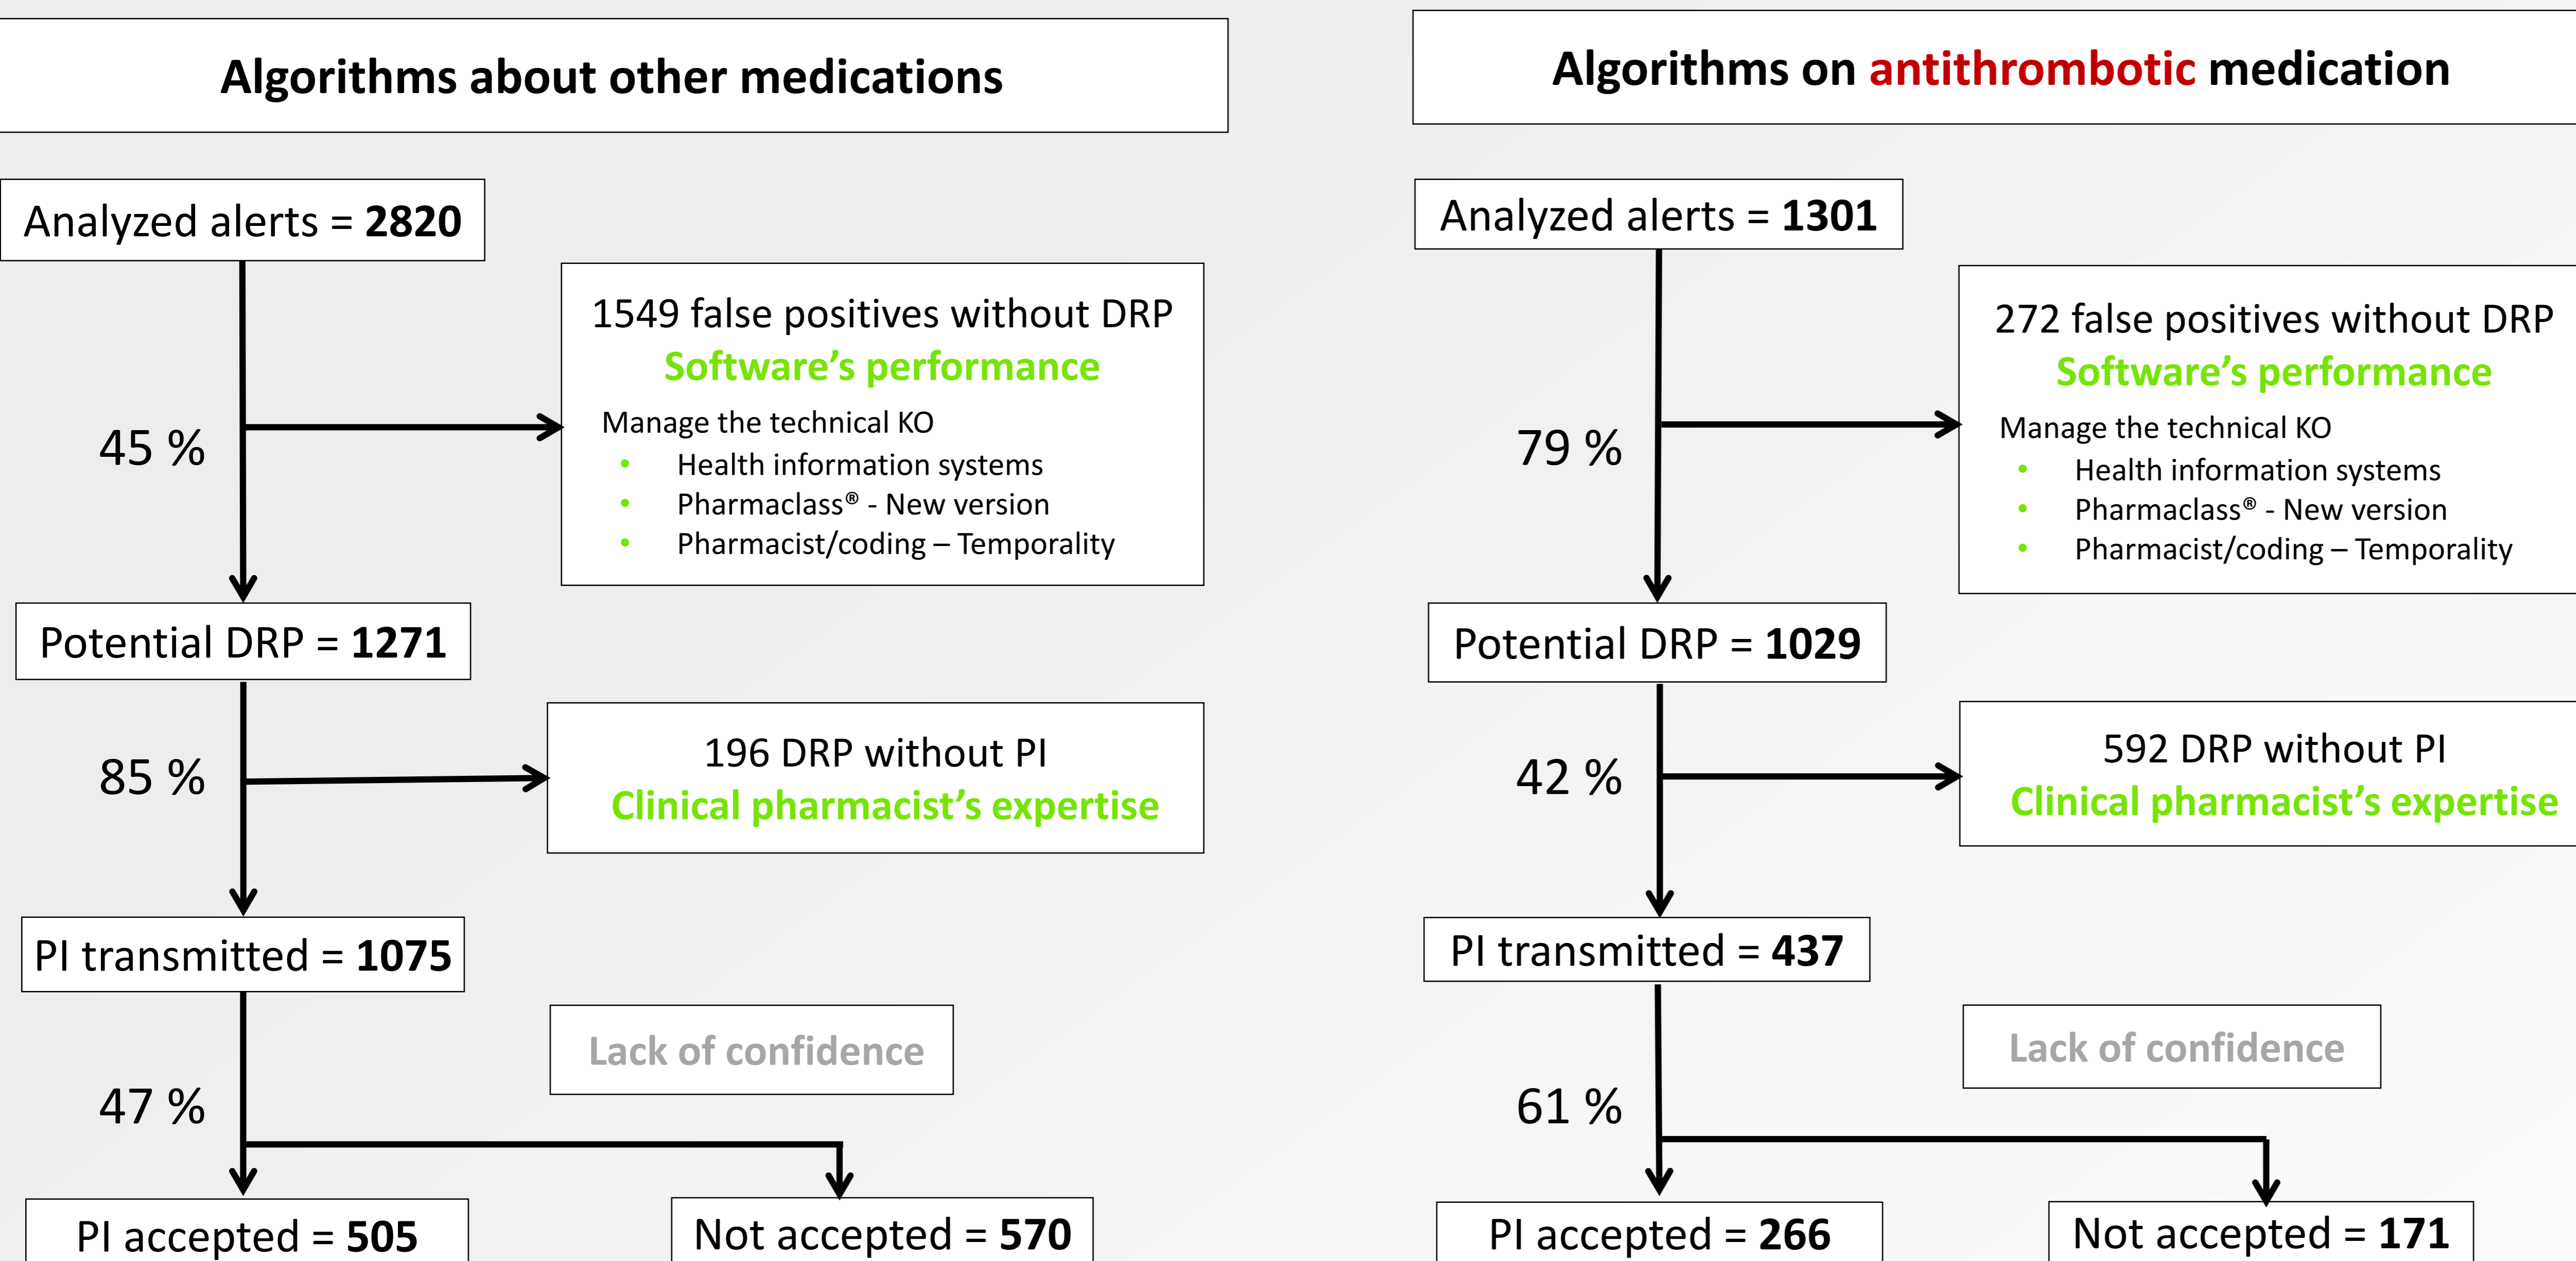 Algorithms about other medications
Analyzed alerts = 2820
1549 false positives without DRP
Software’s performance
Manage the technical KO
• Health information systems
• Pharmaclass® - New version
• Pharmacist/coding – Temporality
45 %
Potential DRP = 1271
196 DRP without PI
Clinical pharmacist’s expertise
85 %
PI transmitted = 1075
Lack of confidence
47 %
PI accepted = 505
Not accepted = 570
Algorithms on antithrombotic medication
Analyzed alerts = 1301
272 false positives without DRP
Software’s performance
Manage the technical KO
• Health information systems
• Pharmaclass® - New version
• Pharmacist/coding – Temporality
79 %
Potential DRP = 1029
592 DRP without PI
Clinical pharmacist’s expertise
42 %
PI transmitted = 437
Lack of confidence
61 %
PI accepted = 266
Not accepted = 171